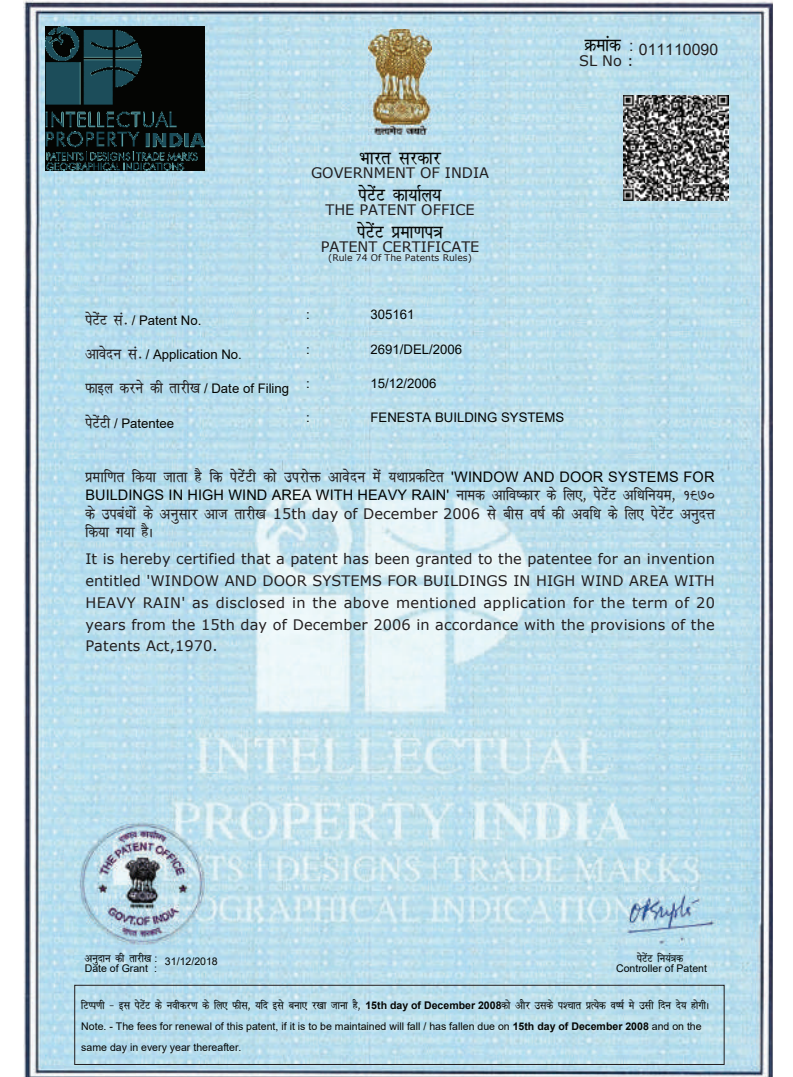 INTELLECTUAL
PROPERTY INDIA
PATENTS | DESIGNS | TRADE MARKS
GEOGRAPHICAL INDICATIONS
सत्यमेव जयते
क्रमांक : 011110090
SL No :
भारत सरकार
GOVERNMENT OF INDIA
पेटेंट कार्यालय
THE PATENT OFFICE
पेटेंट प्रमाणपत्र
PATENT CERTIFICATE
(Rule 74 Of The Patents Rules)
पेटेंट सं. / Patent No. : 305161
आवेदन सं. / Application No. : 2691/DEL/2006
फाइल करने की तारीख / Date of Filing : 15/12/2006
पेटेंटी / Patentee : FENESTA BUILDING SYSTEMS
प्रमाणित किया जाता है कि पेटेंटी को उपरोक्त आवेदन में यथाप्रकटित 'WINDOW AND DOOR SYSTEMS FOR
BUILDINGS IN HIGH WIND AREA WITH HEAVY RAIN' नामक आविष्कार के लिए, पेटेंट अधिनियम, १९७०
के उपबंधों के अनुसार आज तारीख 15th day of December 2006 से बीस वर्ष की अवधि के लिए पेटेंट अनुदत्त
किया गया है।
It is hereby certified that a patent has been granted to the patentee for an invention
entitled 'WINDOW AND DOOR SYSTEMS FOR BUILDINGS IN HIGH WIND AREA WITH
HEAVY RAIN' as disclosed in the above mentioned application for the term of 20
years from the 15th day of December 2006 in accordance with the provisions of the
Patents Act,1970.
INTELLECTUAL
PROPERTY INDIA
DESIGNS | TRADE MARKS
THE PATENT OFFICE
GOVT.OF INDIA
अनुदान की तारीख : 31/12/2018
Date of Grant :
पेटेंट नियंत्रक
Controller of Patent
टिप्पणी - इस पेटेंट के नवीकरण के लिए फीस, यदि इसे बनाए रखा जाना है, 15th day of December 2008को और उसके पश्चात प्रत्येक वर्ष मे उसी दिन देय होगी।
Note. - The fees for renewal of this patent, if it is to be maintained will fall / has fallen due on 15th day of December 2008 and on the
same day in every year thereafter.